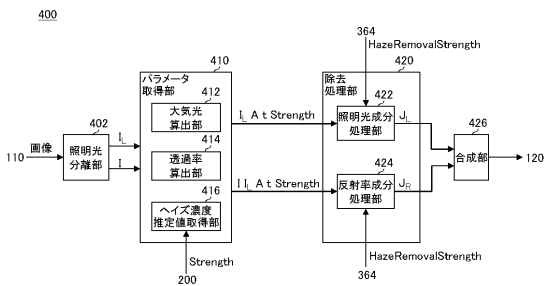 400
364
HazeRemovalStrength
410
パラメータ
取得部
420
除去
処理部
412
大気光
算出部
422
照明光成分
処理部
I_L A t Strength
J_L
402
照明光
分離部
110
画像
I_L
I
414
透過率
算出部
426
合成部
120
424
反射率成分
処理部
I I_L A t Strength
J_R
416
ヘイズ濃度
推定値取得部
Strength
200
HazeRemovalStrength
364